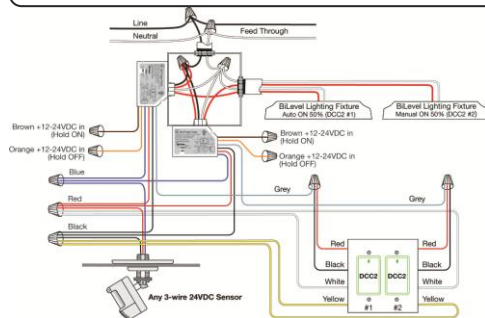 Line
Neutral
Feed Through
BiLevel Lighting Fixture
Auto ON 50% (DCC2 #1)
BiLevel Lighting Fixture
Manual ON 50% (DCC2 #2)
Brown +12-24VDC in
(Hold ON)
Orange +12-24VDC in
(Hold OFF)
Brown +12-24VDC in
(Hold ON)
Orange +12-24VDC in
(Hold OFF)
Blue
Red
Black
Grey
Grey
Red
Black
White
Yellow
DCC2
DCC2
#1
#2
Red
Black
White
Yellow
Any 3-wire 24VDC Sensor